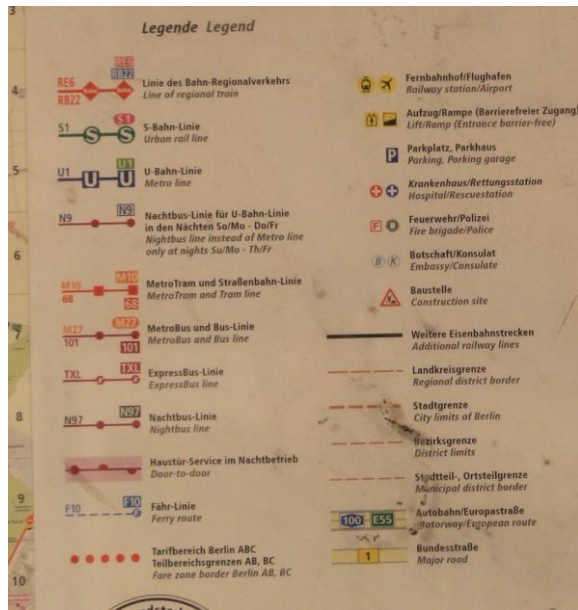 3
4
5
6
7
8
9
10
Legende Legend
RE6
RB22
RE6
RB22
Linie des Bahn-Regionalverkehrs
Line of regional train
S1
S1
S-Bahn-Linie
Urban rail line
U1
U1
U-Bahn-Linie
Metro line
N9
N9
Nachtbus-Linie für U-Bahn-Linie
in den Nächten So/Mo - Do/Fr
Nightbus line instead of Metro line
only at nights Su/Mo - Th/Fr
M10
68
M10
68
MetroTram und Straßenbahn-Linie
MetroTram and Tram line
M27
101
M27
101
MetroBus und Bus-Linie
MetroBus and Bus line
TXL
TXL
ExpressBus-Linie
ExpressBus line
N97
N97
Nachtbus-Linie
Nightbus line
Haustür-Service im Nachtbetrieb
Door-to-door
F10
F10
Fähr-Linie
Ferry route
Tarifbereich Berlin ABC
Teilbereichsgrenzen AB, BC
Fare zone border Berlin AB, BC
Fernbahnhof/Flughafen
Railway station/Airport
Aufzug/Rampe (Barrierefreier Zugang)
Lift/Ramp (Entrance barrier-free)
P
Parkplatz, Parkhaus
Parking, Parking garage
Krankenhaus/Rettungsstation
Hospital/Rescuestation
F
Feuerwehr/Polizei
Fire brigade/Police
B K
Botschaft/Konsulat
Embassy/Consulate
Baustelle
Construction site
Weitere Eisenbahnstrecken
Additional railway lines
Landkreisgrenze
Regional district border
Stadtgrenze
City limits of Berlin
Bezirksgrenze
District limits
Stadtteil-, Ortsteilgrenze
Municipal district border
100 E55
Autobahn/Europastraße
Motorway/European route
1
Bundesstraße
Major road